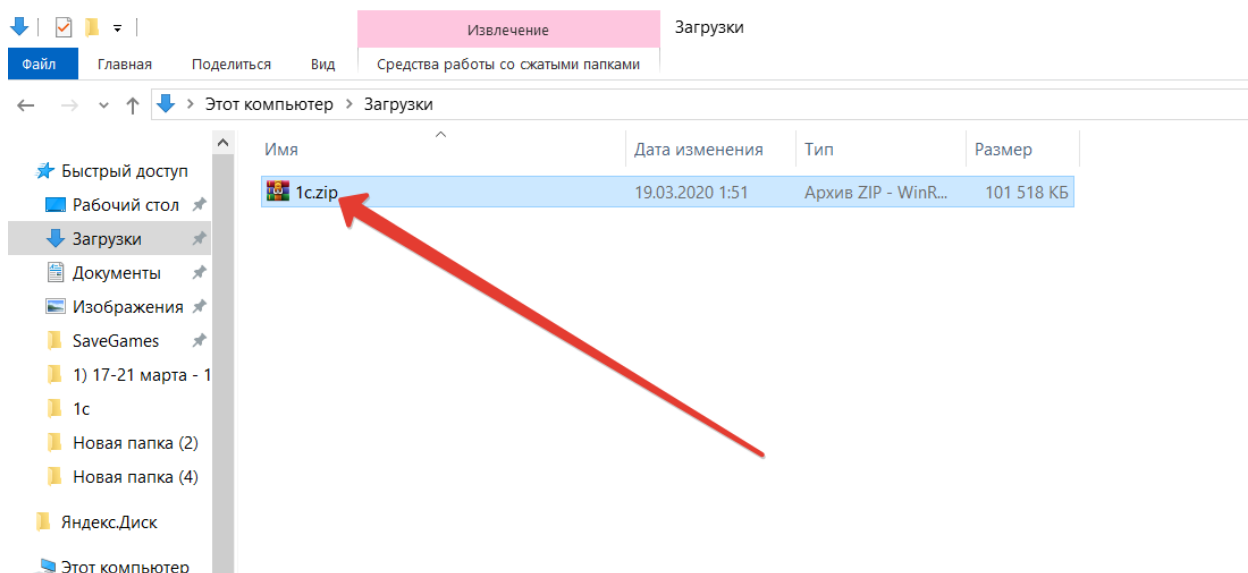 Извлечение
Загрузки
Файл
Главная
Поделиться
Вид
Средства работы со сжатыми папками
Этот компьютер > Загрузки
Имя
Дата изменения
Тип
Размер
Быстрый доступ
1c.zip
19.03.2020 1:51
Архив ZIP - WinR...
101 518 КБ
Рабочий стол
Загрузки
Документы
Изображения
SaveGames
1) 17-21 марта - 1
1c
Новая папка (2)
Новая папка (4)
Яндекс.Диск
Этот компьютер